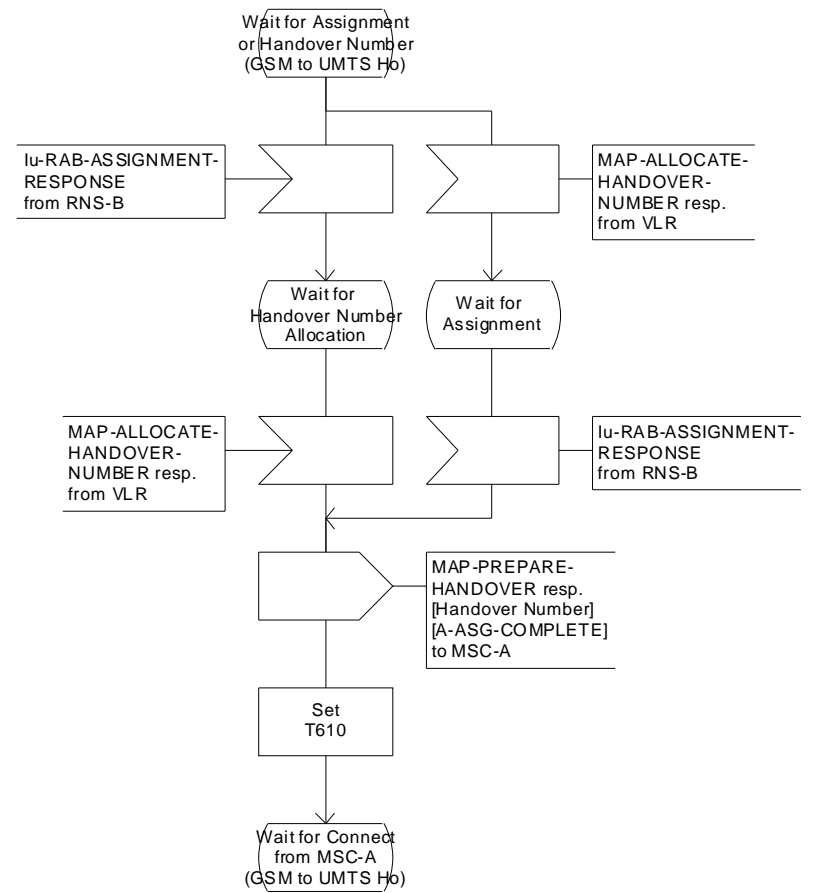 Wait for Assignment
or Handover Number
(GSM to UMTS Ho)
Iu-RAB-ASSIGNMENT-
RESPONSE
from RNS-B
MAP-ALLOCATE-
HANDOVER-
NUMBER resp.
from VLR
Wait for
Handover Number
Allocation
Wait for
Assignment
MAP-ALLOCATE-
HANDOVER-
NUMBER resp.
from VLR
Iu-RAB-ASSIGNMENT-
RESPONSE
from RNS-B
MAP-PREPARE-
HANDOVER resp.
[Handover Number]
[A-ASG-COMPLETE]
to MSC-A
Set
T610
Wait for Connect
from MSC-A
(GSM to UMTS Ho)